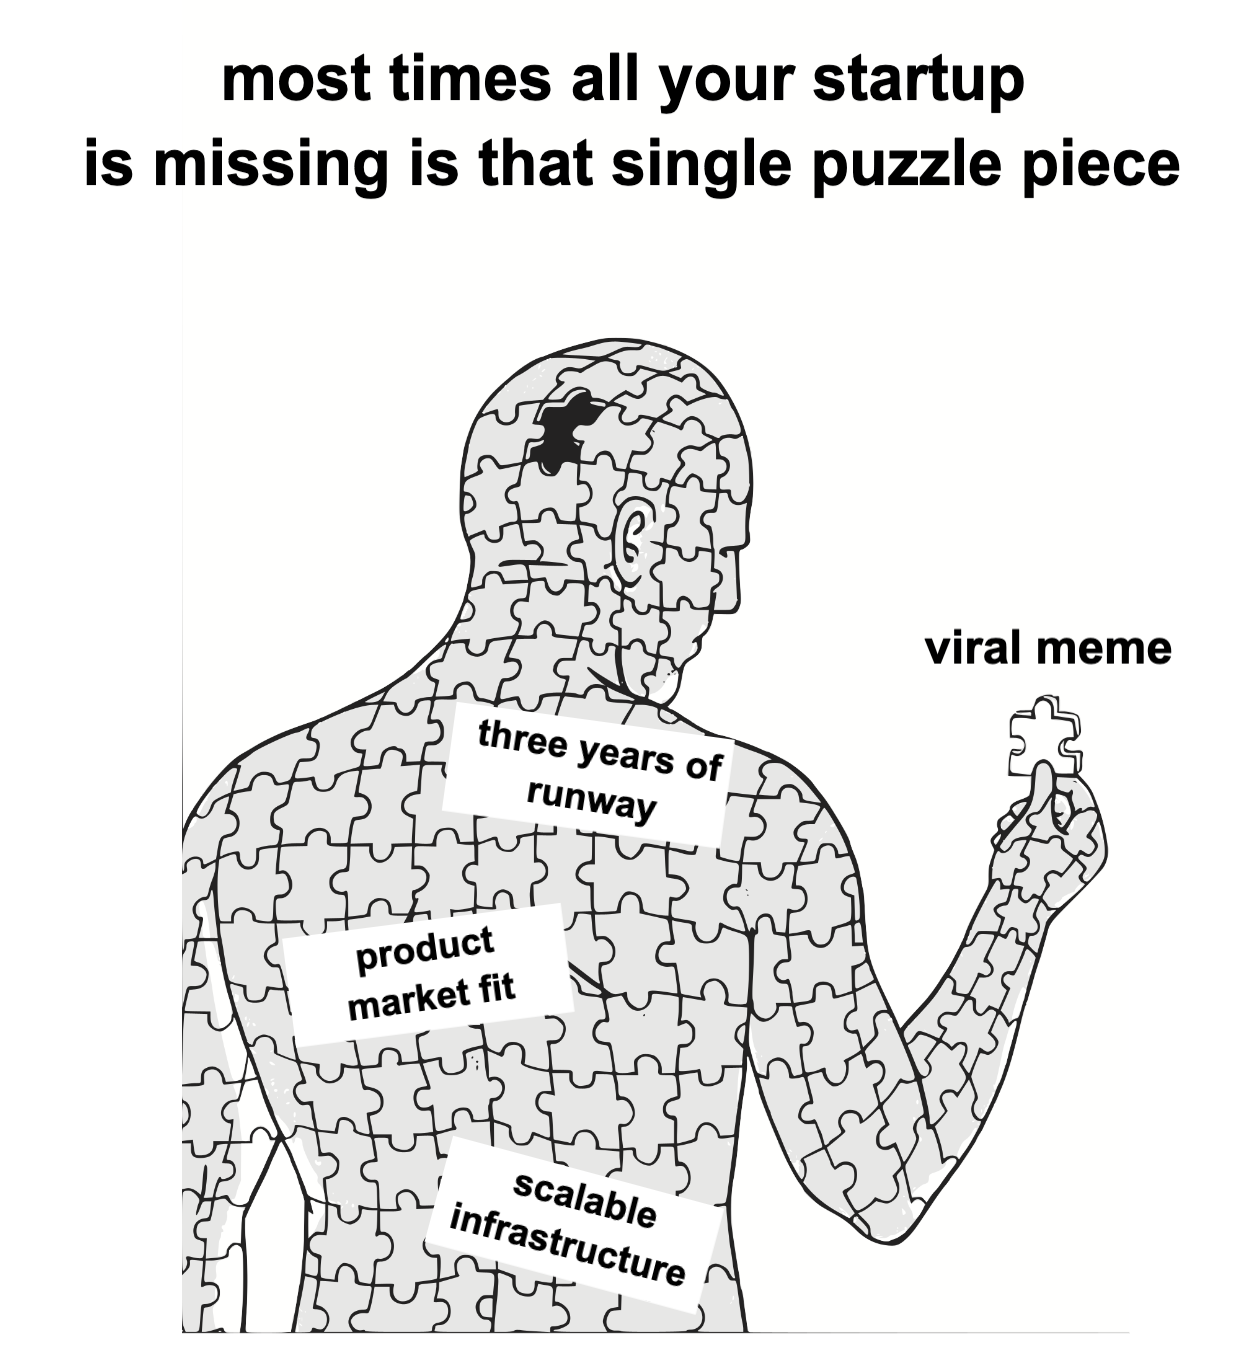 most times all your startup
is missing is that single puzzle piece
viral meme
three years of
runway
product
market fit
scalable
infrastructure